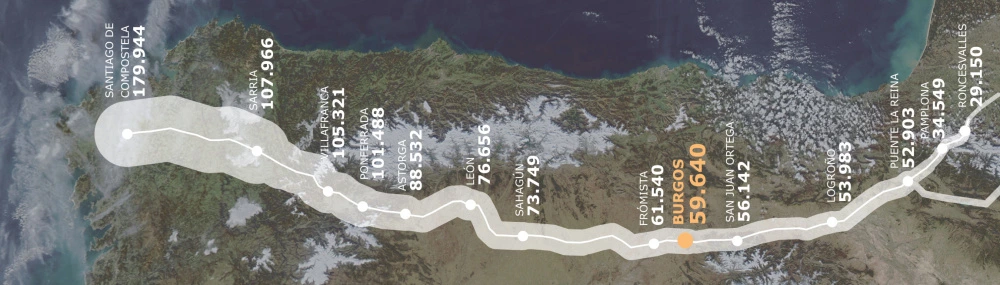 SANTIAGO DE
COMPOSTELA
179.944
SARRIA
107.966
VILLAFRANCA
105.321
PONFERRADA
101.488
ASTORGA
88.532
LEÓN
76.656
SAHAGÚN
73.749
FRÓMISTA
61.540
BURGOS
59.640
SAN JUAN ORTEGA
56.142
LOGROÑO
53.983
PUENTE LA REINA
52.903
PAMPLONA
34.549
RONCESVALLES
29.150